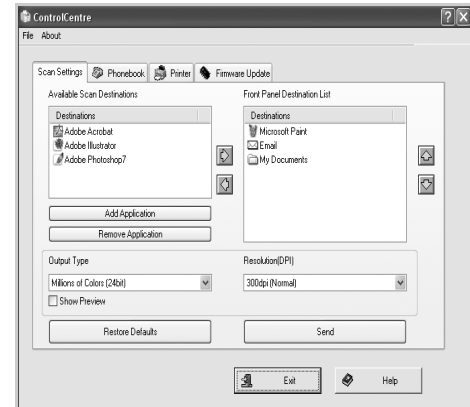 ControlCentre
File About
Scan Settings Phonebook Printer Firmware Update
Available Scan Destinations
Destinations
Adobe Acrobat
Adobe Illustrator
Adobe Photoshop7
Add Application
Remove Application
Front Panel Destination List
Destinations
Microsoft Paint
Email
My Documents
Output Type
Millions of Colors (24bit)
Show Preview
Resolution(DPI)
300dpi (Normal)
Restore Defaults
Send
Exit
Help